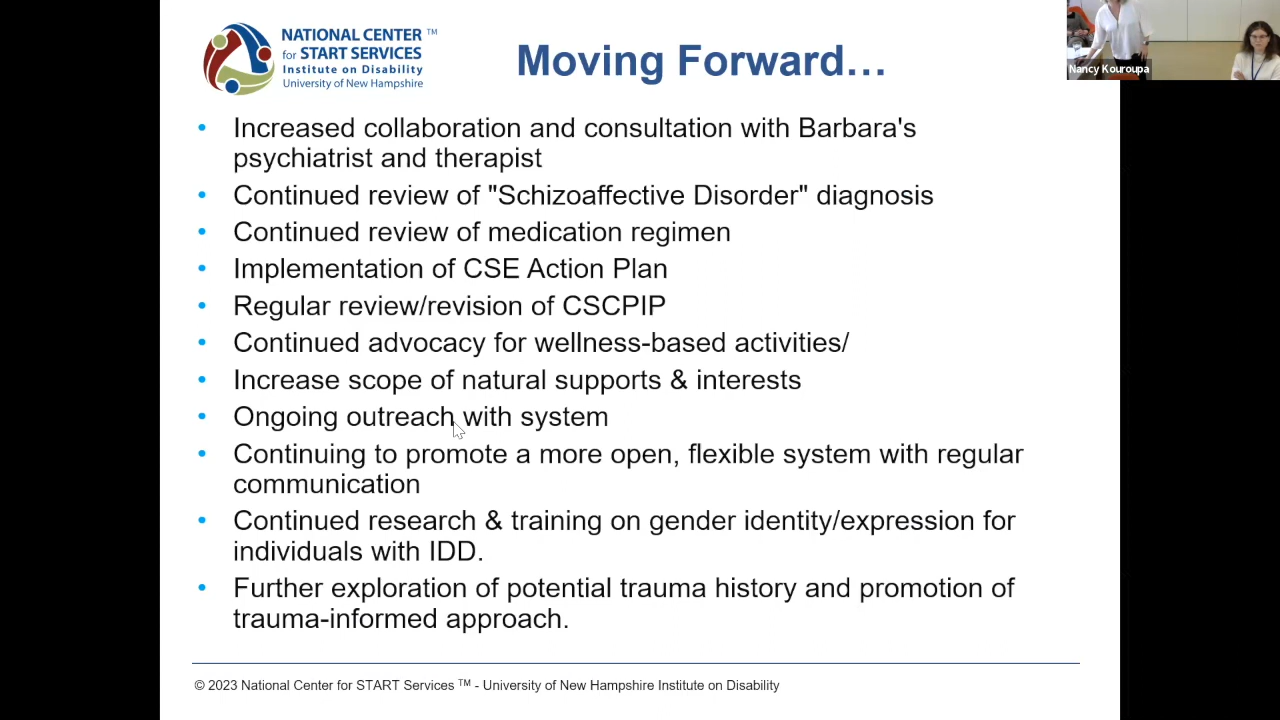 NATIONAL CENTER ™
for START SERVICES
Institute on Disability
University of New Hampshire
Moving Forward…
Nancy Kouroupa
• Increased collaboration and consultation with Barbara's
psychiatrist and therapist
• Continued review of "Schizoaffective Disorder" diagnosis
• Continued review of medication regimen
• Implementation of CSE Action Plan
• Regular review/revision of CSCPIP
• Continued advocacy for wellness-based activities/
• Increase scope of natural supports & interests
• Ongoing outreach with system
• Continuing to promote a more open, flexible system with regular
communication
• Continued research & training on gender identity/expression for
individuals with IDD.
• Further exploration of potential trauma history and promotion of
trauma-informed approach.
© 2023 National Center for START Services ™ - University of New Hampshire Institute on Disability